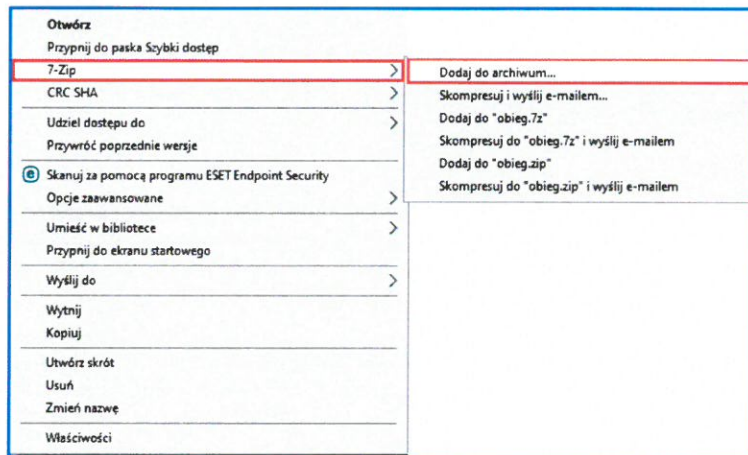 Otwórz
Przypnij do paska Szybki dostęp
7-Zip
CRC SHA
Udziel dostępu do
Przywróć poprzednie wersje
Skanuj za pomocą programu ESET Endpoint Security
Opcje zaawansowane
Umieść w bibliotece
Przypnij do ekranu startowego
Wyślij do
Wytnij
Kopiuj
Utwórz skrót
Usuń
Zmień nazwę
Właściwości
Dodaj do archiwum...
Skompresuj i wyślij e-mailem...
Dodaj do "obieg.7z"
Skompresuj do "obieg.7z" i wyślij e-mailem
Dodaj do "obieg.zip"
Skompresuj do "obieg.zip" i wyślij e-mailem